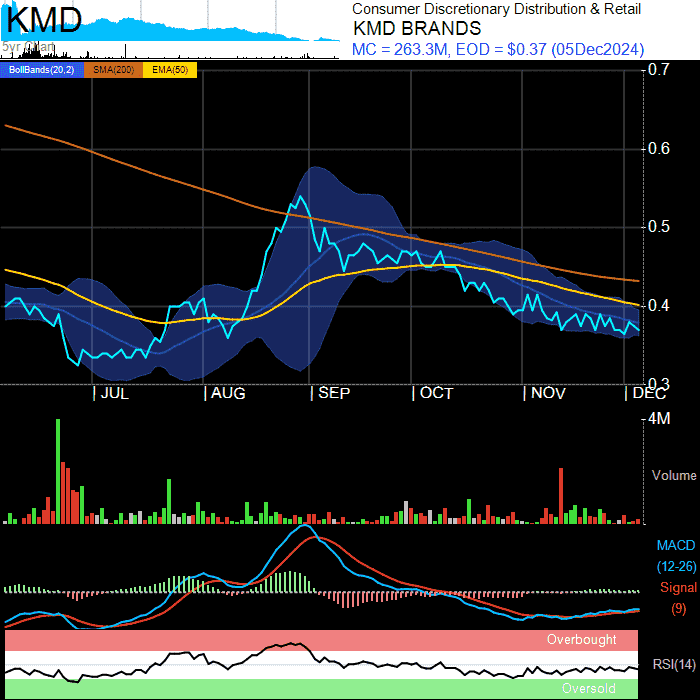 KMD
5yr Chart
Consumer Discretionary Distribution & Retail
KMD BRANDS
MC = 263.3M, EOD = $0.37 (05Dec2024)
BollBands(20,2) SMA(200) EMA(50)
0.7
0.6
0.5
0.4
0.3
JUL AUG SEP OCT NOV DEC
4M
Volume
MACD
(12-26)
Signal
(9)
Overbought
RSI(14)
Oversold